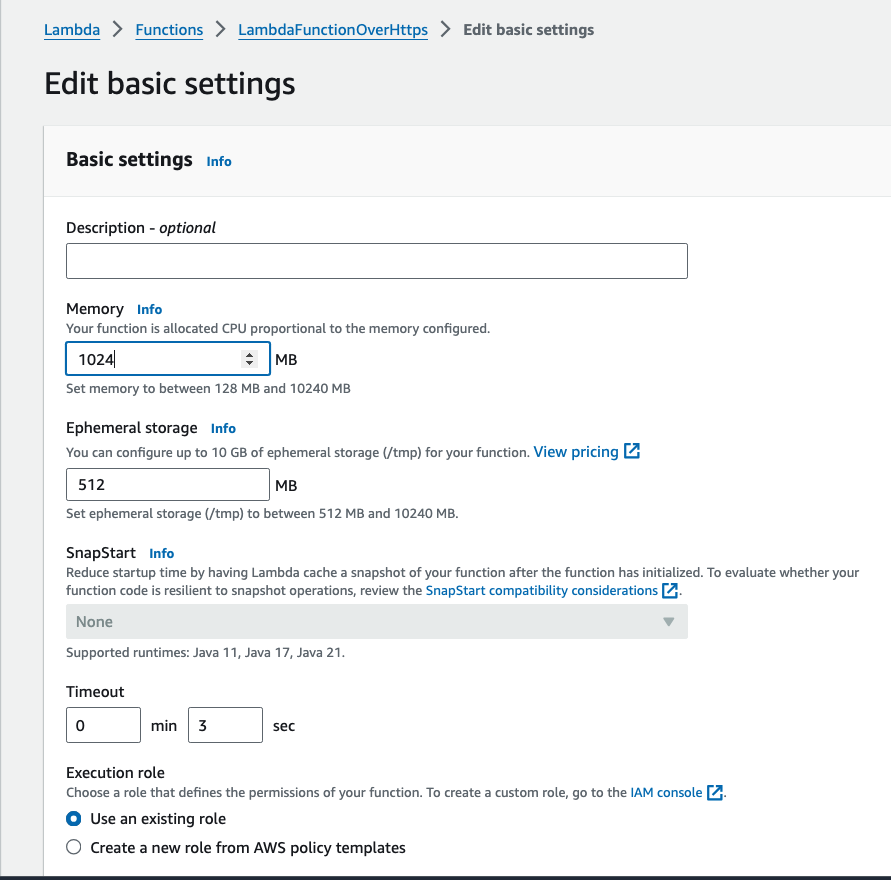 Lambda > Functions > LambdaFunctionOverHttps > Edit basic settings
Edit basic settings
Basic settings Info
Description - optional
Memory Info
Your function is allocated CPU proportional to the memory configured.
1024 MB
Set memory to between 128 MB and 10240 MB
Ephemeral storage Info
You can configure up to 10 GB of ephemeral storage (/tmp) for your function. View pricing
512 MB
Set ephemeral storage (/tmp) to between 512 MB and 10240 MB.
SnapStart Info
Reduce startup time by having Lambda cache a snapshot of your function after the function has initialized. To evaluate whether your
function code is resilient to snapshot operations, review the SnapStart compatibility considerations .
None
Supported runtimes: Java 11, Java 17, Java 21.
Timeout
0 min 3 sec
Execution role
Choose a role that defines the permissions of your function. To create a custom role, go to the IAM console .
Use an existing role
Create a new role from AWS policy templates